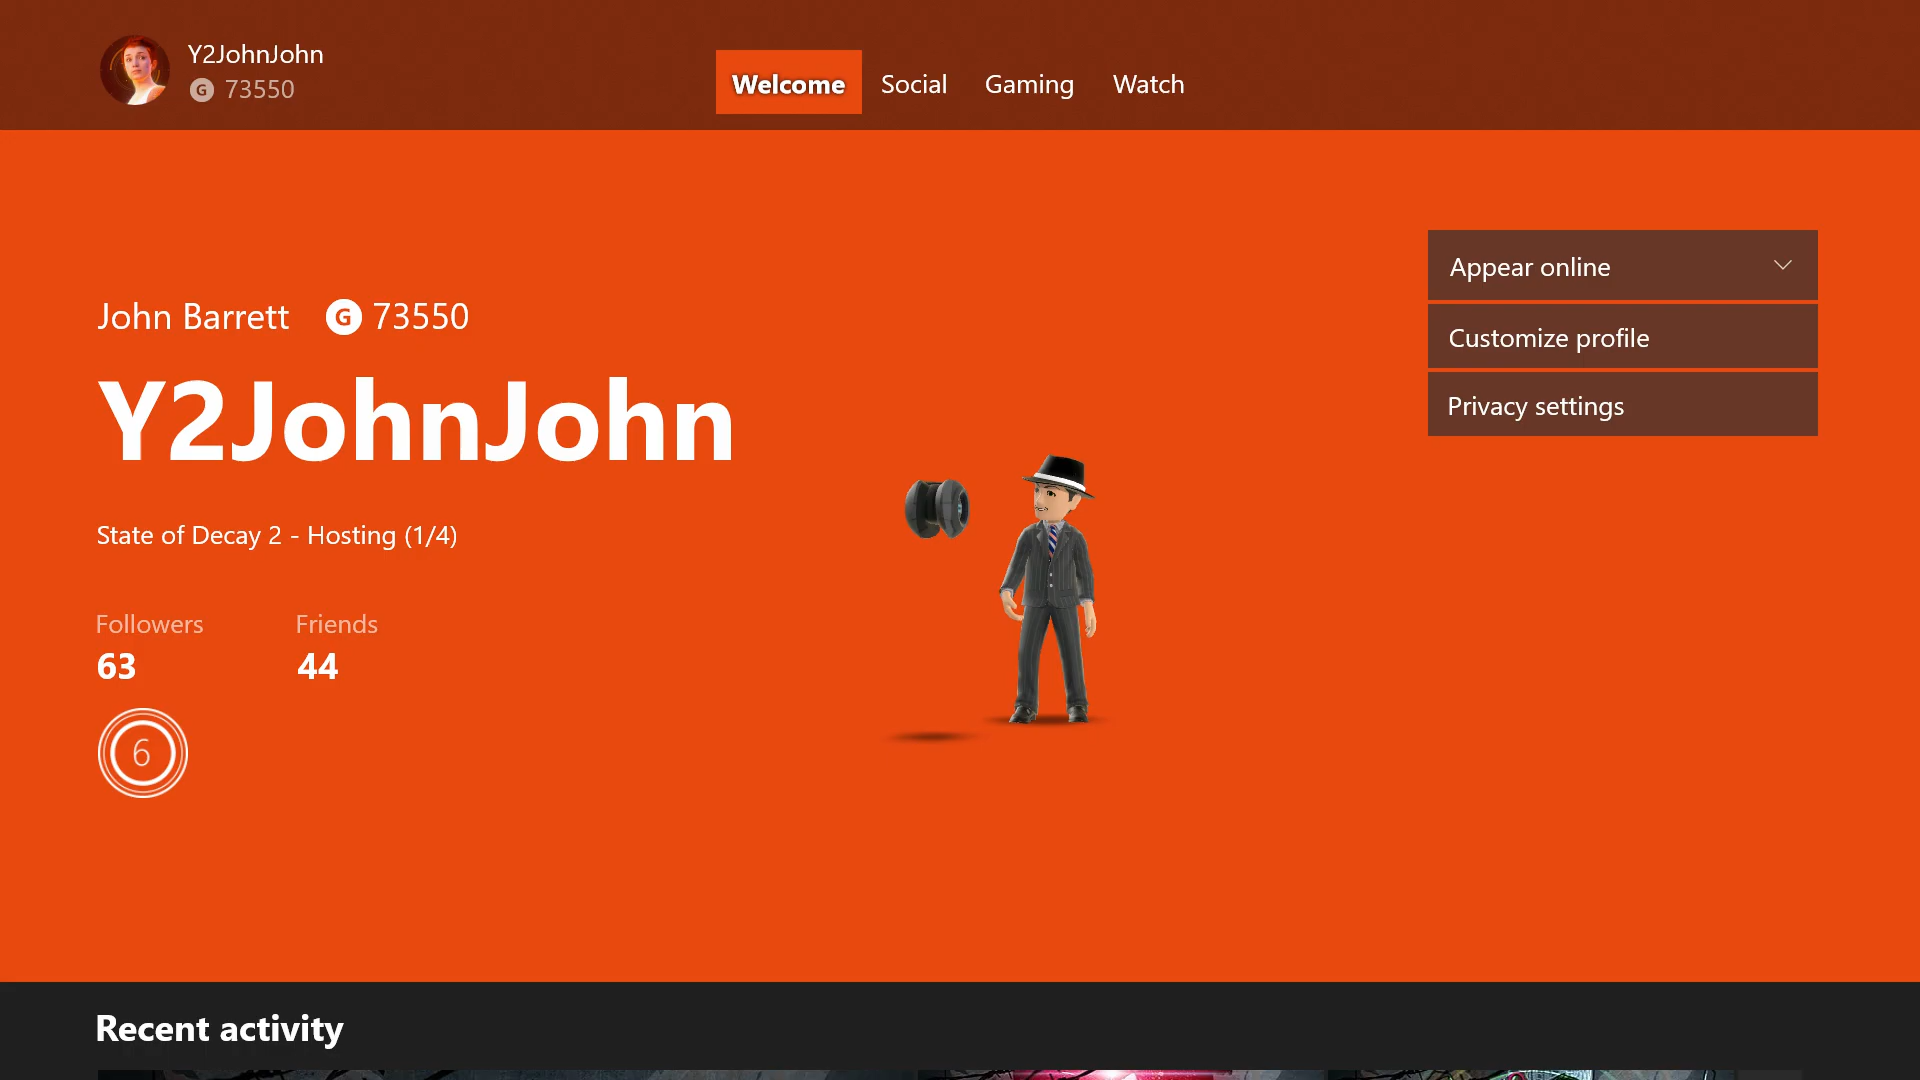 Y2JohnJohn
G 73550
Welcome Social Gaming Watch
Appear online
Customize profile
Privacy settings
John Barrett G 73550
Y2JohnJohn
State of Decay 2 - Hosting (1/4)
Followers Friends
63 44
6
Recent activity